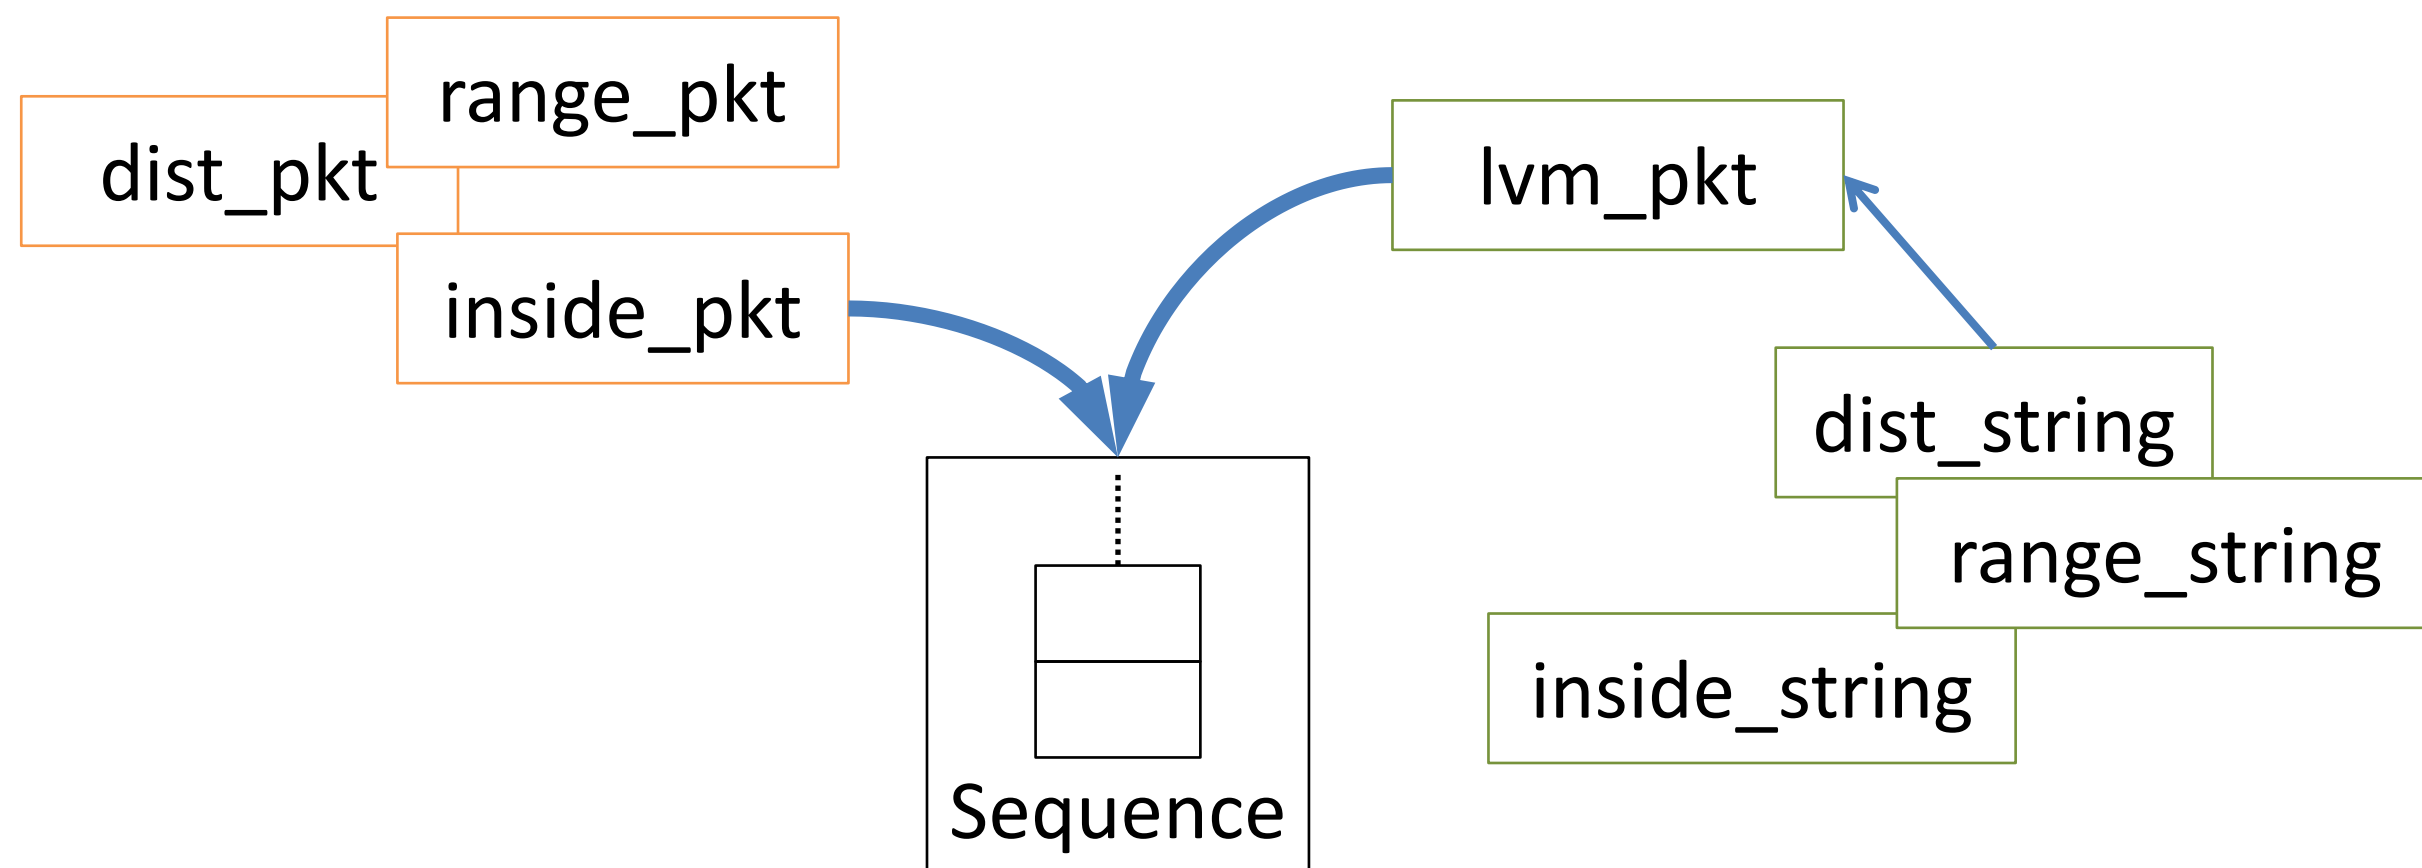 range_pkt
dist_pkt
inside_pkt
lvm_pkt
dist_string
range_string
inside_string
Sequence